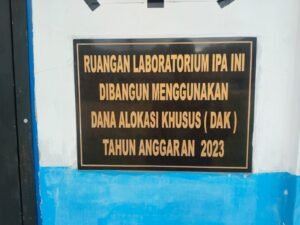 RUANGAN LABORATORIUM IPA INI
DIBANGUN MENGGUNAKAN
DANA ALOKASI KHUSUS ( DAK )
TAHUN ANGGARAN 2023